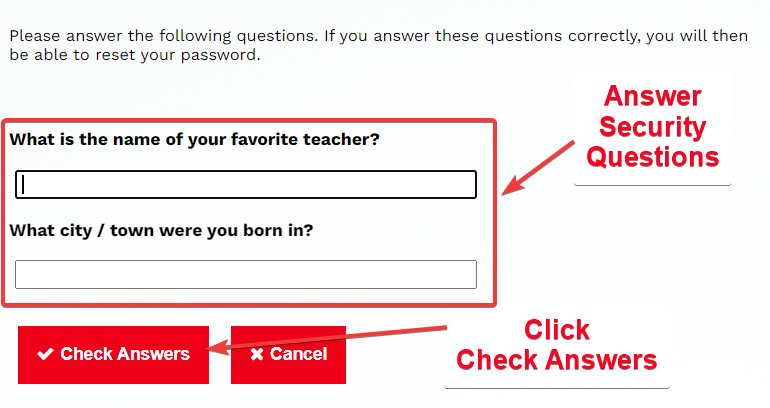 Please answer the following questions. If you answer these questions correctly, you will then
be able to reset your password.
Answer
Security
Questions
What is the name of your favorite teacher?
What city / town were you born in?
Check Answers
Cancel
Click
Check Answers